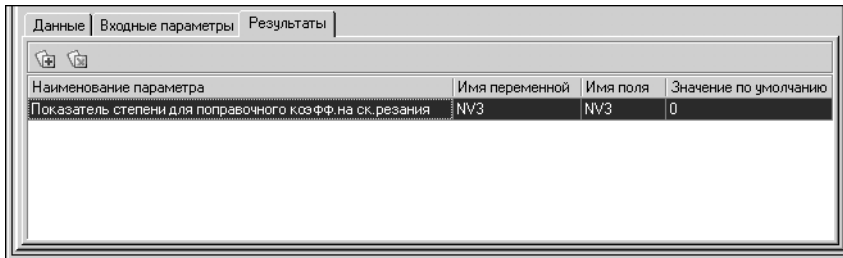 Данные Входные параметры Результаты
Наименование параметра Имя переменной Имя поля Значение по умолчанию
Показатель степени для поправочного коэфф.на ск.резания NV3 NV3 0